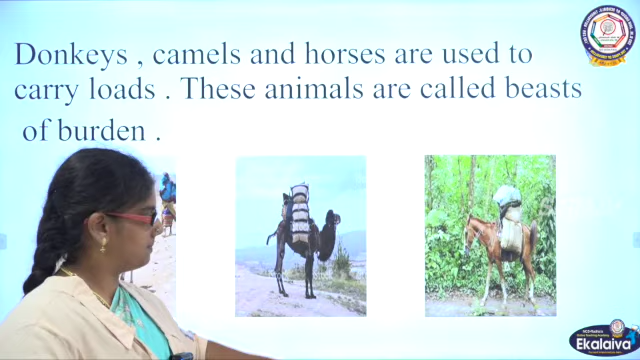 Donkeys , camels and horses are used to
carry loads . These animals are called beasts
of burden .
Ekalaiva